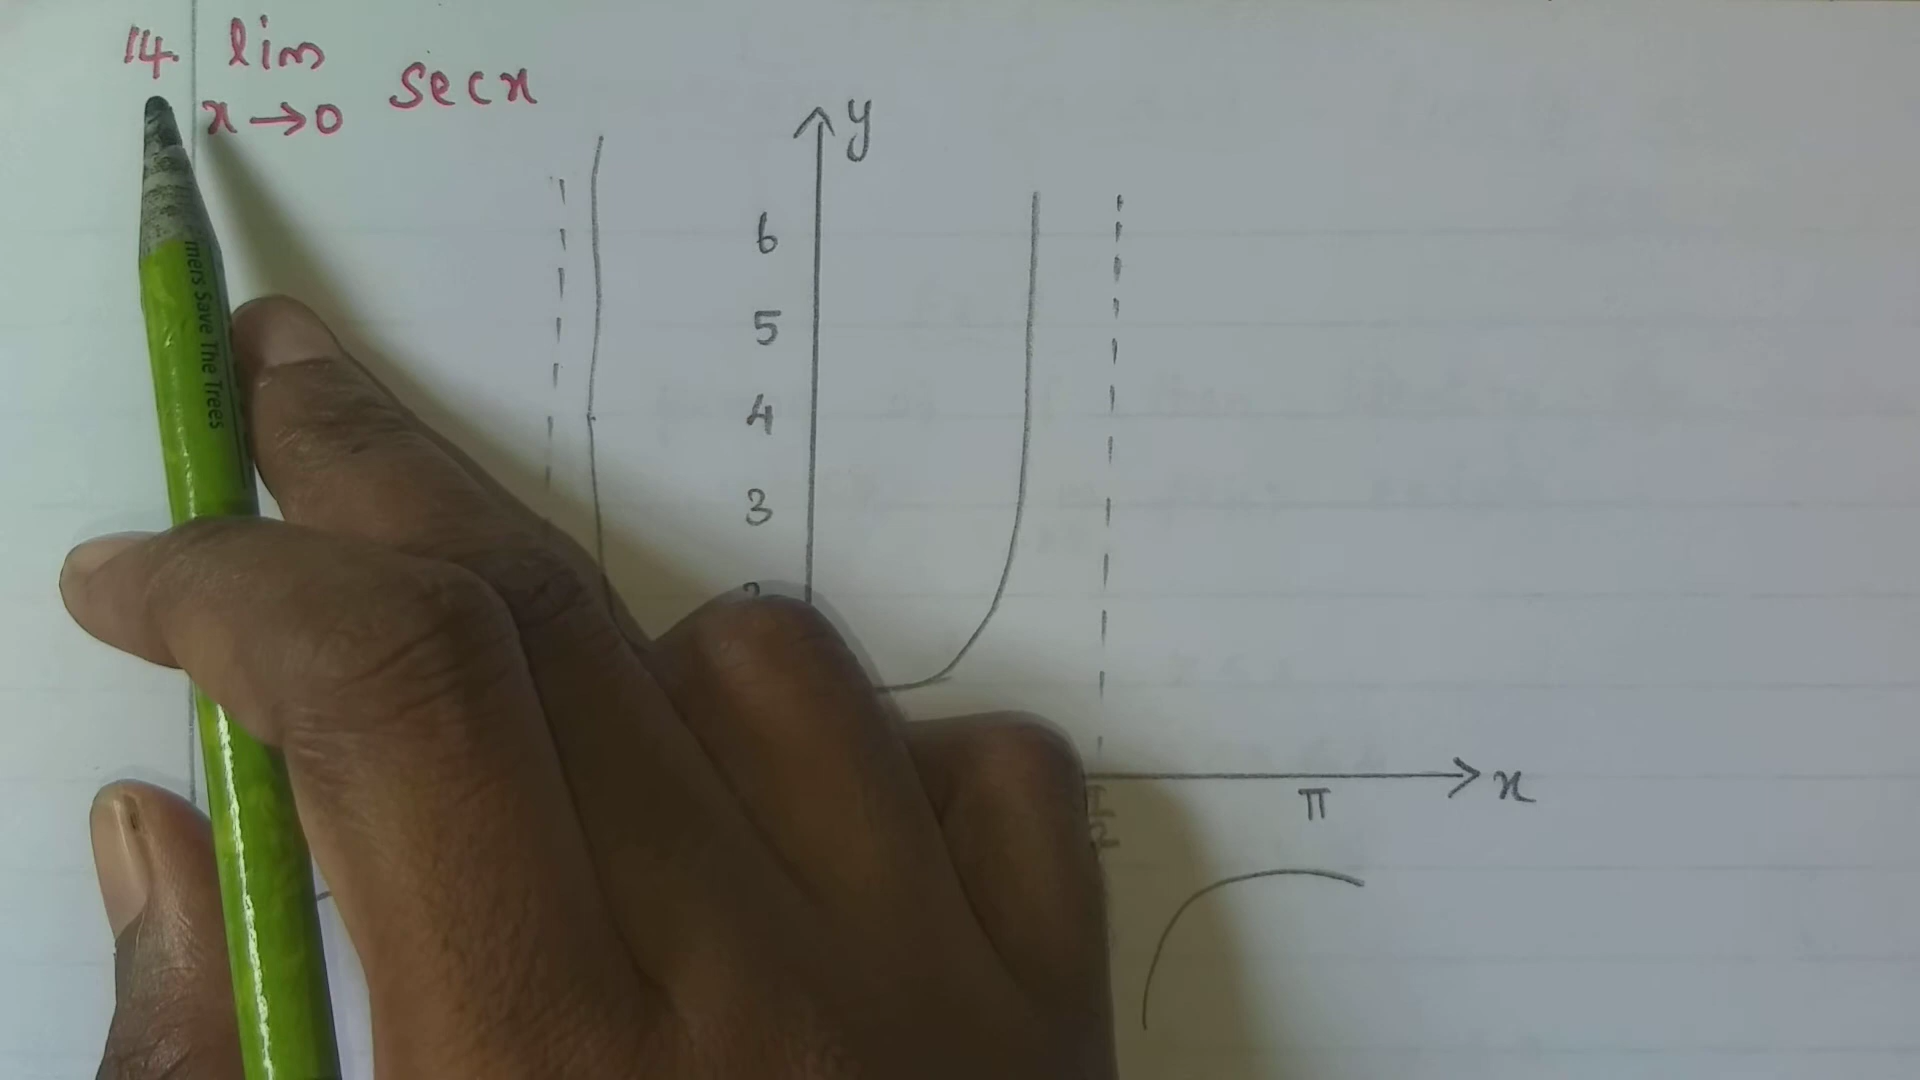 14. lim
x→0 secx
y
6
5
4
3
π x
mers Save The Trees